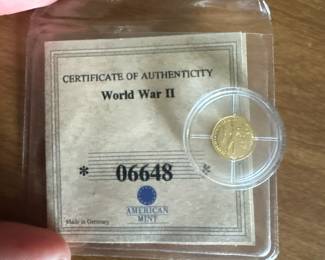 CERTIFICATE OF AUTHENTICITY
World War II
* 06648 *
AMERICAN
MINT
Made in Germany